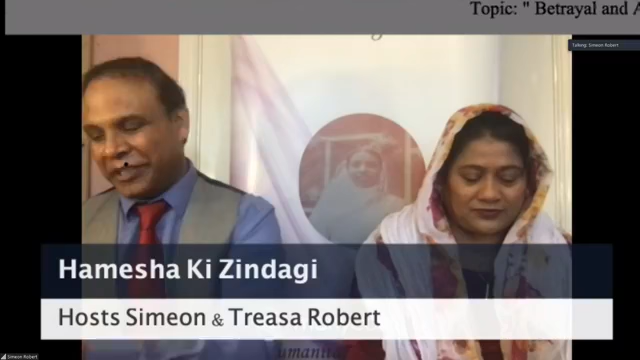 Topic: " Betrayal and A
Talking: Simeon Robert
Hamesha Ki Zindagi
Hosts Simeon & Treasa Robert
Simeon Robert